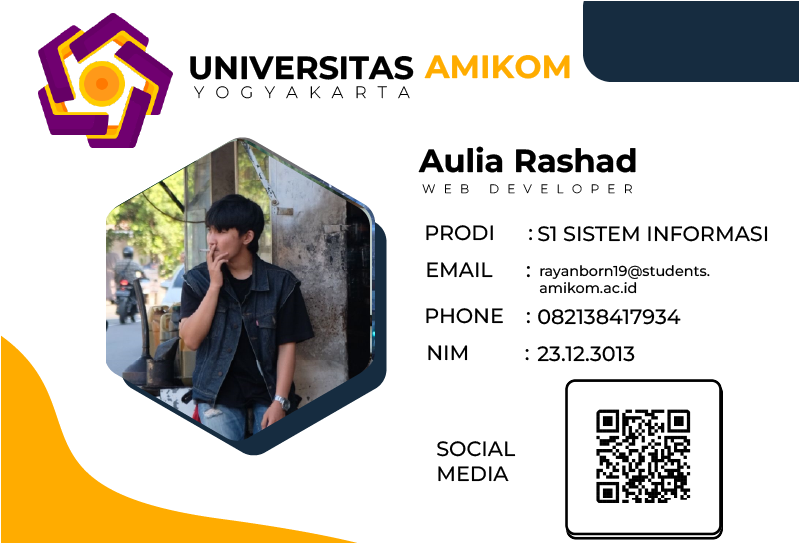 UNIVERSITAS AMIKOM
YOGYAKARTA
Aulia Rashad
WEB DEVELOPER
PRODI : S1 SISTEM INFORMASI
EMAIL : rayanborn19@students.
amikom.ac.id
PHONE : 082138417934
NIM : 23.12.3013
SOCIAL
MEDIA